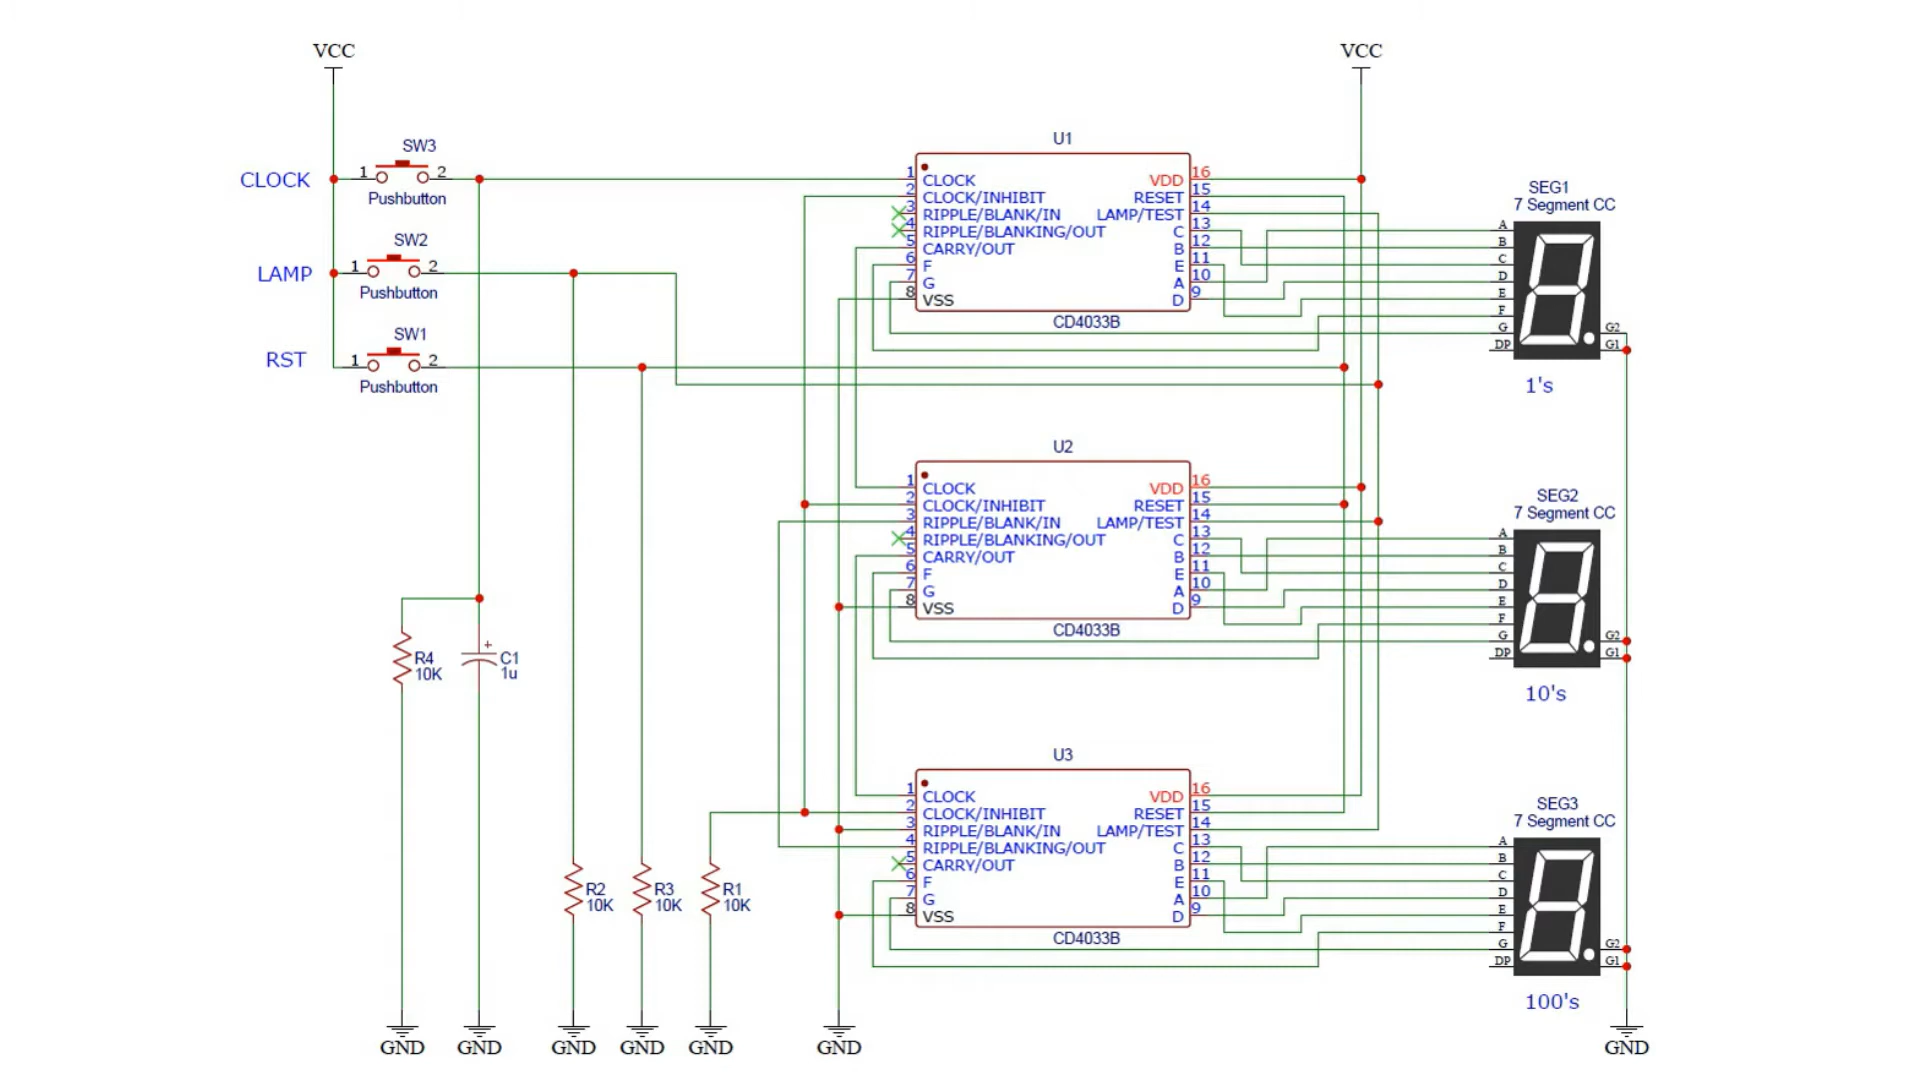 VCC
VCC
SW3
CLOCK
1
2
Pushbutton
SW2
LAMP
1
2
Pushbutton
SW1
RST
1
2
Pushbutton
R4
10K
+
C1
1u
R2
10K
R3
10K
R1
10K
U1
1 CLOCK VDD 16
2 CLOCK/INHIBIT RESET 15
3 RIPPLE/BLANK/IN LAMP/TEST 14
4 RIPPLE/BLANKING/OUT C 13
5 CARRY/OUT B 12
6 F E 11
7 G A 10
8 VSS D 9
CD4033B
SEG1
7 Segment CC
A
B
C
D
E
F
G G2
DP G1
1's
U2
1 CLOCK VDD 16
2 CLOCK/INHIBIT RESET 15
3 RIPPLE/BLANK/IN LAMP/TEST 14
4 RIPPLE/BLANKING/OUT C 13
5 CARRY/OUT B 12
6 F E 11
7 G A 10
8 VSS D 9
CD4033B
SEG2
7 Segment CC
A
B
C
D
E
F
G G2
DP G1
10's
U3
1 CLOCK VDD 16
2 CLOCK/INHIBIT RESET 15
3 RIPPLE/BLANK/IN LAMP/TEST 14
4 RIPPLE/BLANKING/OUT C 13
5 CARRY/OUT B 12
6 F E 11
7 G A 10
8 VSS D 9
CD4033B
SEG3
7 Segment CC
A
B
C
D
E
F
G G2
DP G1
100's
GND
GND
GND
GND
GND
GND
GND